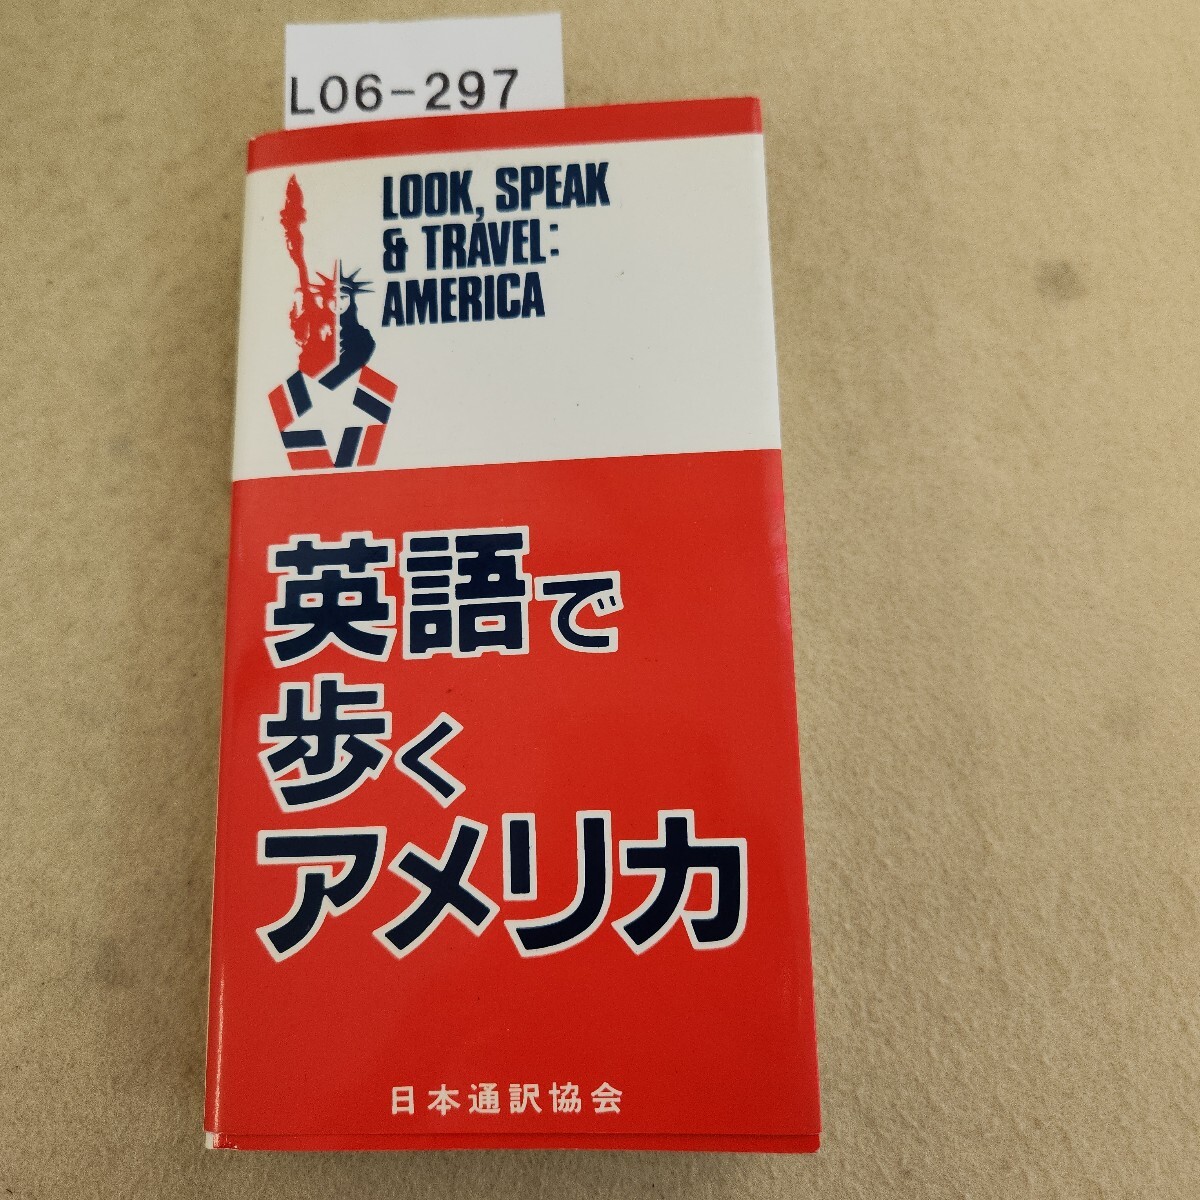 L06-297
LOOK, SPEAK
& TRAVEL:
AMERICA
英語で
歩く
アメリカ
日本通訳協会